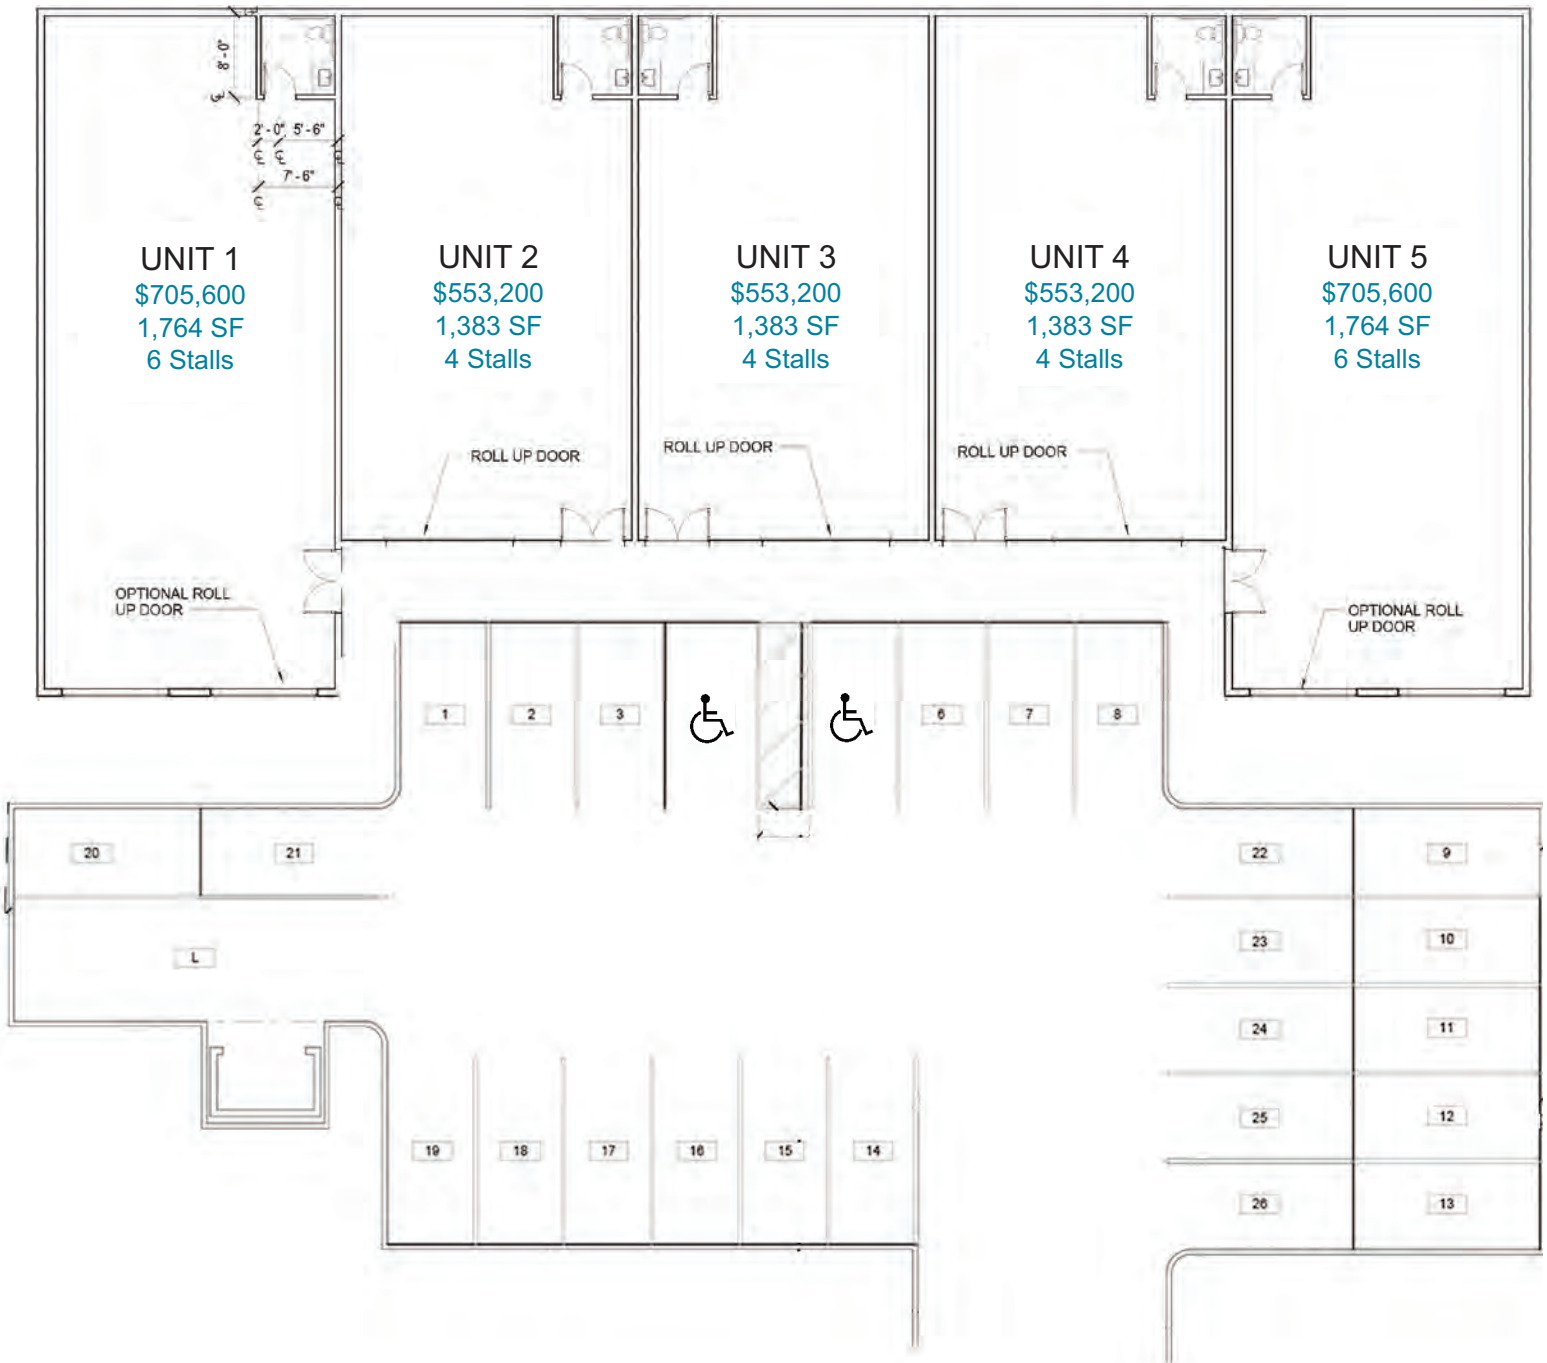 8'-0"
2'-0" 5'-6"
7'-6"
UNIT 1
$705,600
1,764 SF
6 Stalls
UNIT 2
$553,200
1,383 SF
4 Stalls
UNIT 3
$553,200
1,383 SF
4 Stalls
UNIT 4
$553,200
1,383 SF
4 Stalls
UNIT 5
$705,600
1,764 SF
6 Stalls
ROLL UP DOOR
ROLL UP DOOR
ROLL UP DOOR
OPTIONAL ROLL
UP DOOR
OPTIONAL ROLL
UP DOOR
1 2 3 6 7 8
20 21 22 9
23 10
L
24 11
25 12
19 18 17 16 15 14
26 13